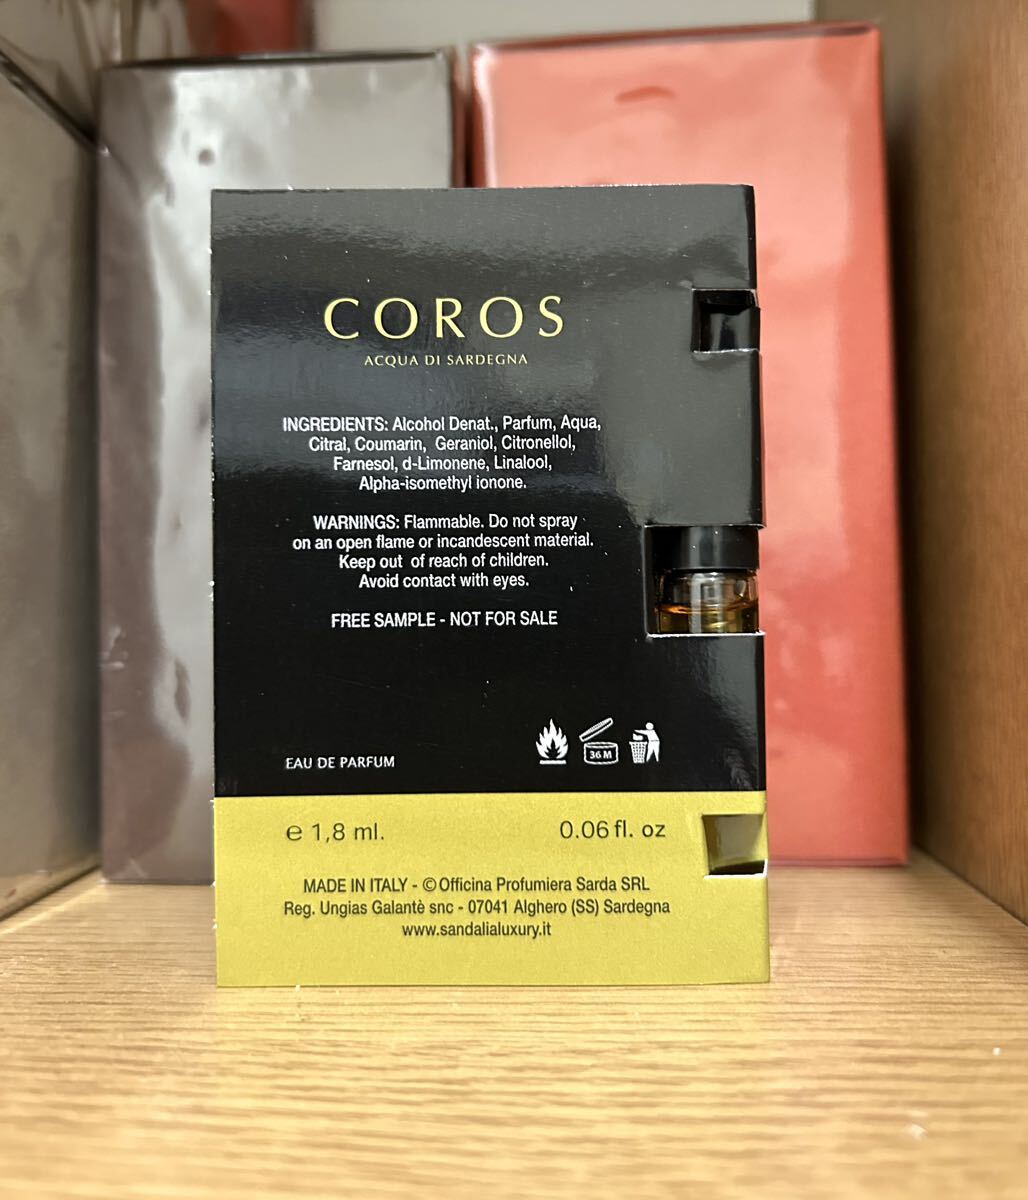 COROS
ACQUA DI SARDEGNA
INGREDIENTS: Alcohol Denat., Parfum, Aqua,
Citral, Coumarin, Geraniol, Citronellol,
Farnesol, d-Limonene, Linalool,
Alpha-isomethyl ionone.
WARNINGS: Flammable. Do not spray
on an open flame or incandescent material.
Keep out of reach of children.
Avoid contact with eyes.
FREE SAMPLE - NOT FOR SALE
36 M
EAU DE PARFUM
℮ 1,8 ml.
0.06 fl. oz
MADE IN ITALY - © Officina Profumiera Sarda SRL
Reg. Ungias Galantè snc - 07041 Alghero (SS) Sardegna
www.sandalialuxury.it